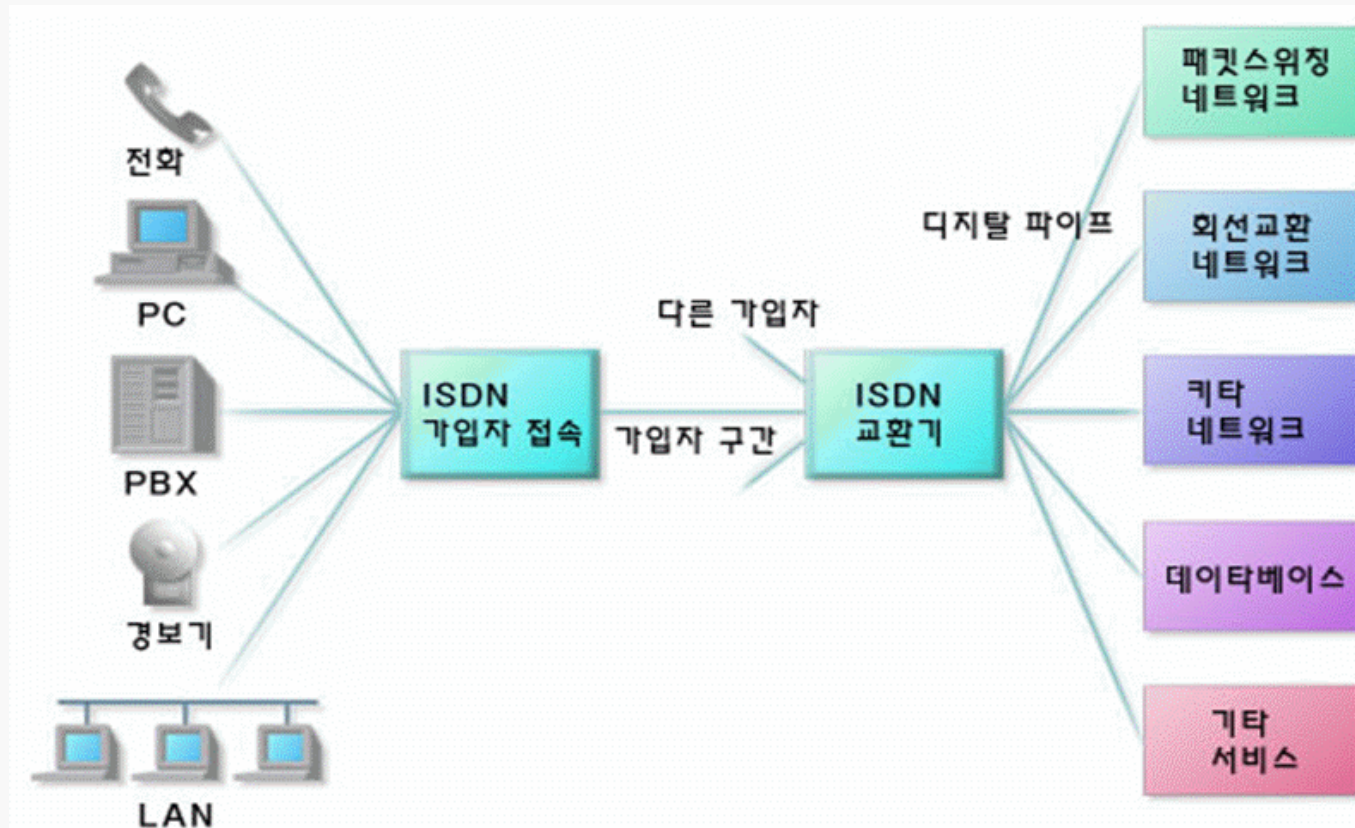 전화
PC
PBX
경보기
LAN
ISDN
가입자 접속
다른 가입자
가입자 구간
ISDN
교환기
디지탈 파이프
패킷스위칭
네트워크
회선교환
네트워크
키타
네트워크
데이타베이스
기타
서비스